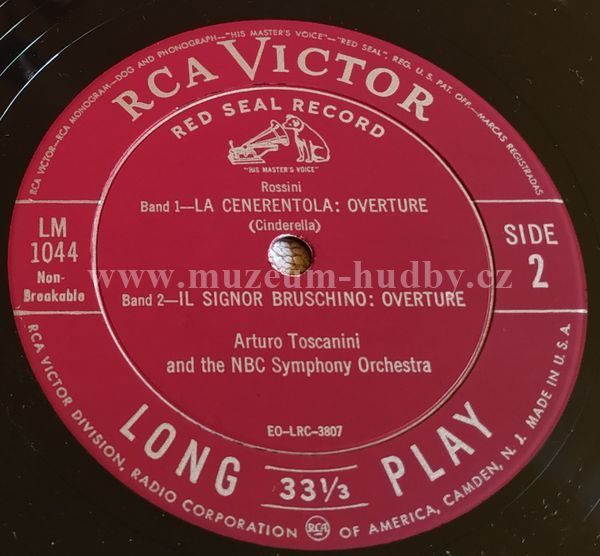 RCA VICTOR—RCA MONOGRAM—DOG AND PHONOGRAPH—"HIS MASTER'S VOICE"—"RED SEAL". REG. U. S. PAT. OFF.—MARCAS REGISTRADAS
RCA VICTOR
RED SEAL RECORD
"HIS MASTER'S VOICE"
Rossini
Band 1—LA CENERENTOLA: OVERTURE
(Cinderella)
LM
1044
Non-
Breakable
SIDE
2
www.muzeum-hudby.cz
Band 2—IL SIGNOR BRUSCHINO: OVERTURE
Arturo Toscanini
and the NBC Symphony Orchestra
EO-LRC-3807
LONG 33 1/3 PLAY
RCA VICTOR DIVISION, RADIO CORPORATION RCA OF AMERICA, CAMDEN, N. J. MADE IN U.S.A.